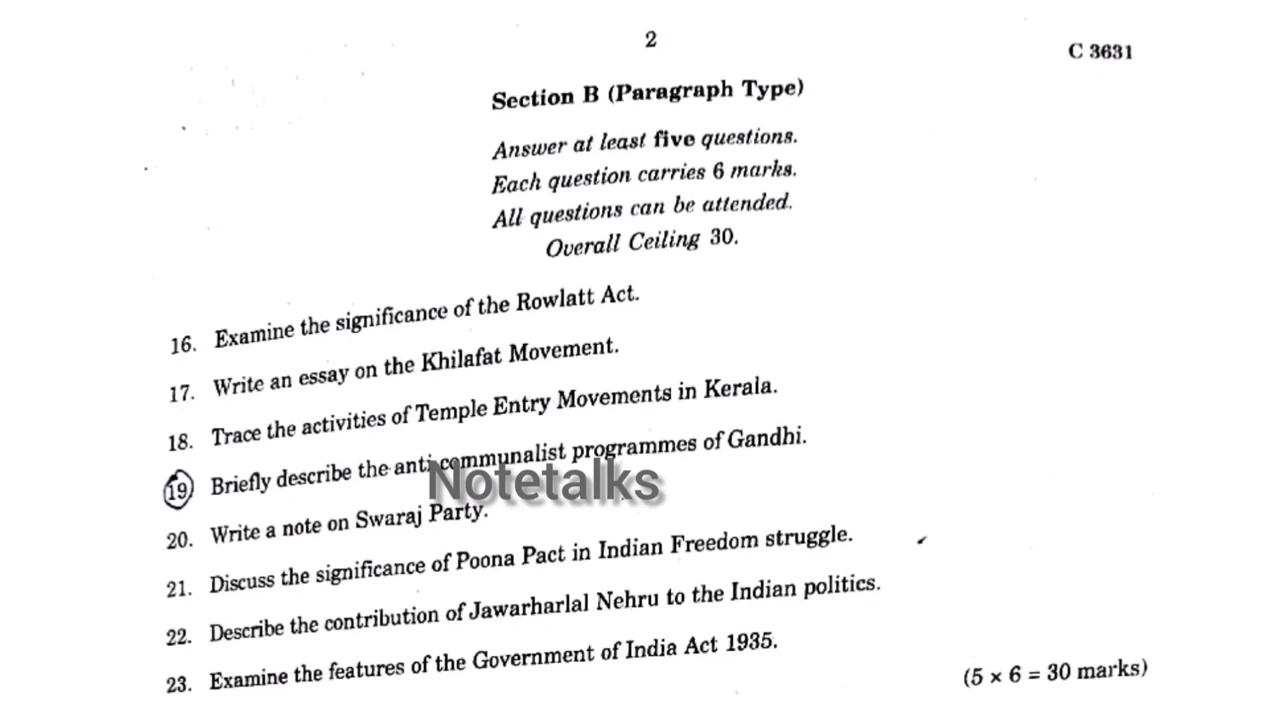 2
C 3631
Section B (Paragraph Type)
Answer at least five questions.
Each question carries 6 marks.
All questions can be attended.
Overall Ceiling 30.
16. Examine the significance of the Rowlatt Act.
17. Write an essay on the Khilafat Movement.
18. Trace the activities of Temple Entry Movements in Kerala.
19 Briefly describe the anti communalist programmes of Gandhi.
Notetalks
20. Write a note on Swaraj Party.
21. Discuss the significance of Poona Pact in Indian Freedom struggle.
22. Describe the contribution of Jawarharlal Nehru to the Indian politics.
23. Examine the features of the Government of India Act 1935.
(5 × 6 = 30 marks)